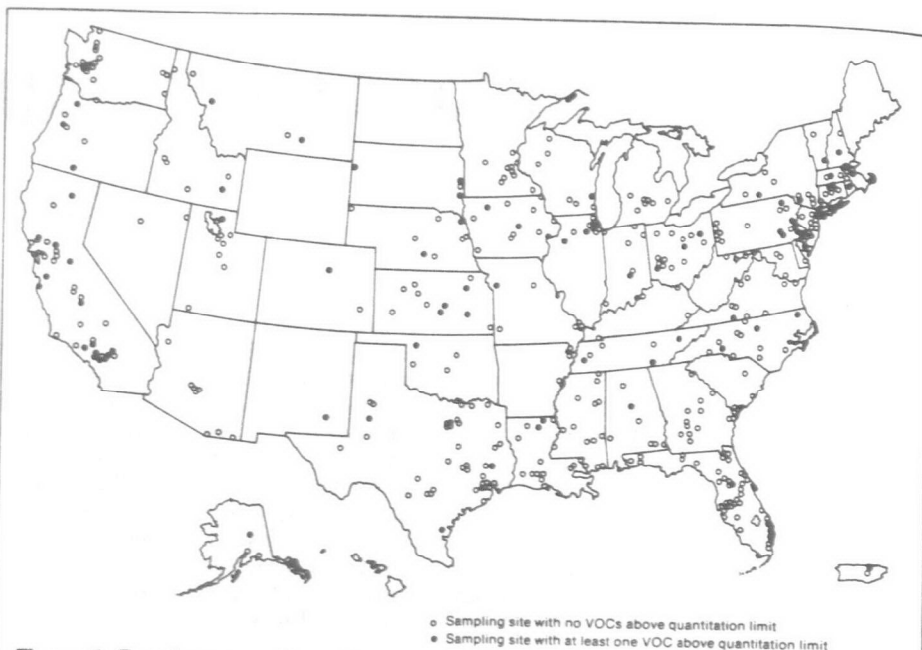 ○ Sampling site with no VOCs above quantitation limit
● Sampling site with at least one VOC above quantitation limit